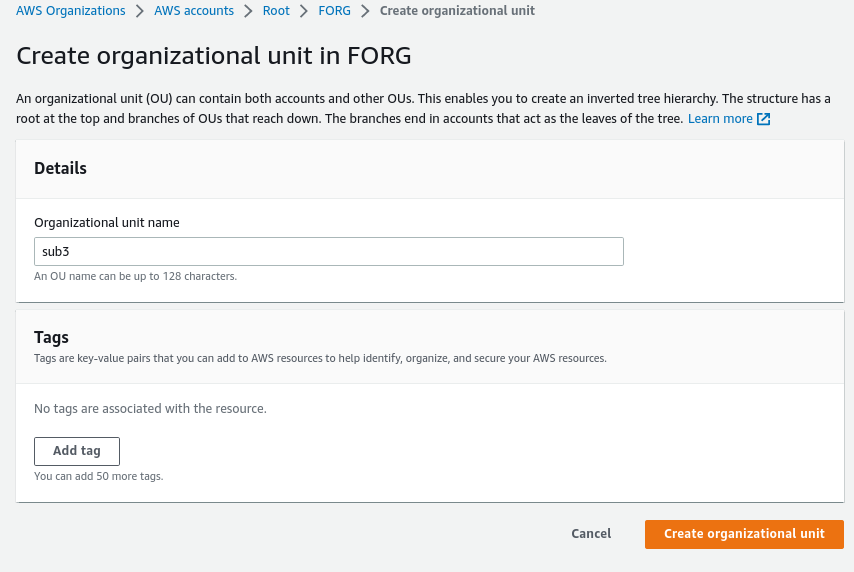 AWS Organizations > AWS accounts > Root > FORG > Create organizational unit
Create organizational unit in FORG
An organizational unit (OU) can contain both accounts and other OUs. This enables you to create an inverted tree hierarchy. The structure has a
root at the top and branches of OUs that reach down. The branches end in accounts that act as the leaves of the tree. Learn more
Details
Organizational unit name
sub3
An OU name can be up to 128 characters.
Tags
Tags are key-value pairs that you can add to AWS resources to help identify, organize, and secure your AWS resources.
No tags are associated with the resource.
Add tag
You can add 50 more tags.
Cancel Create organizational unit